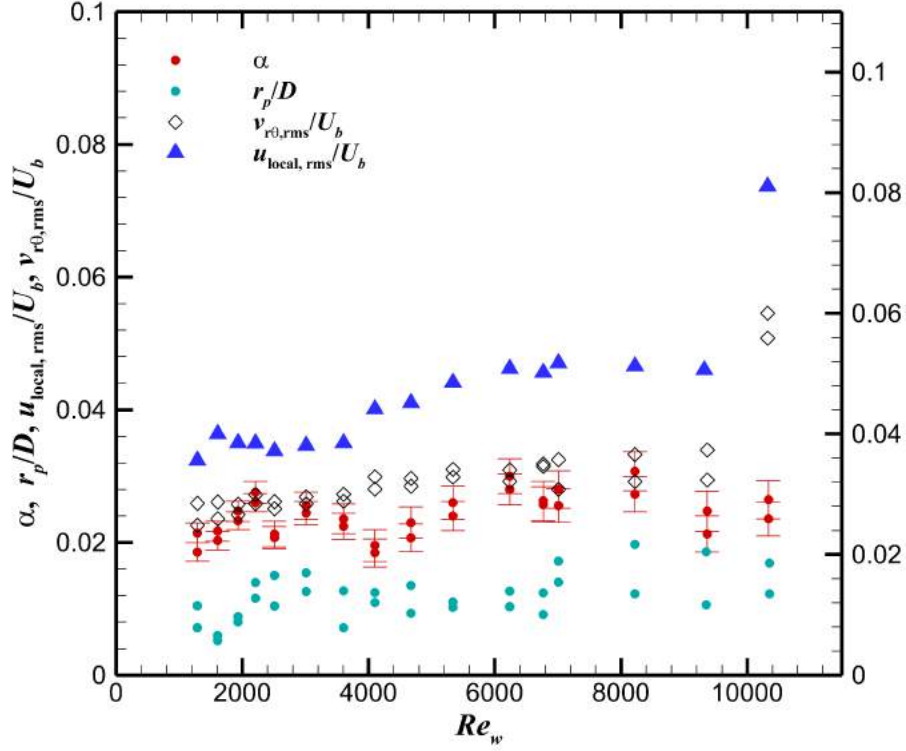 0.1
0.08
0.06
0.04
0.02
0
0.1
0.08
0.06
0.04
0.02
0
α
r_p/D
v_rθ,rms/U_b
u_local, rms/U_b
α, r_p/D, u_local, rms/U_b, v_rθ,rms/U_b
0 2000 4000 6000 8000 10000
Re_w